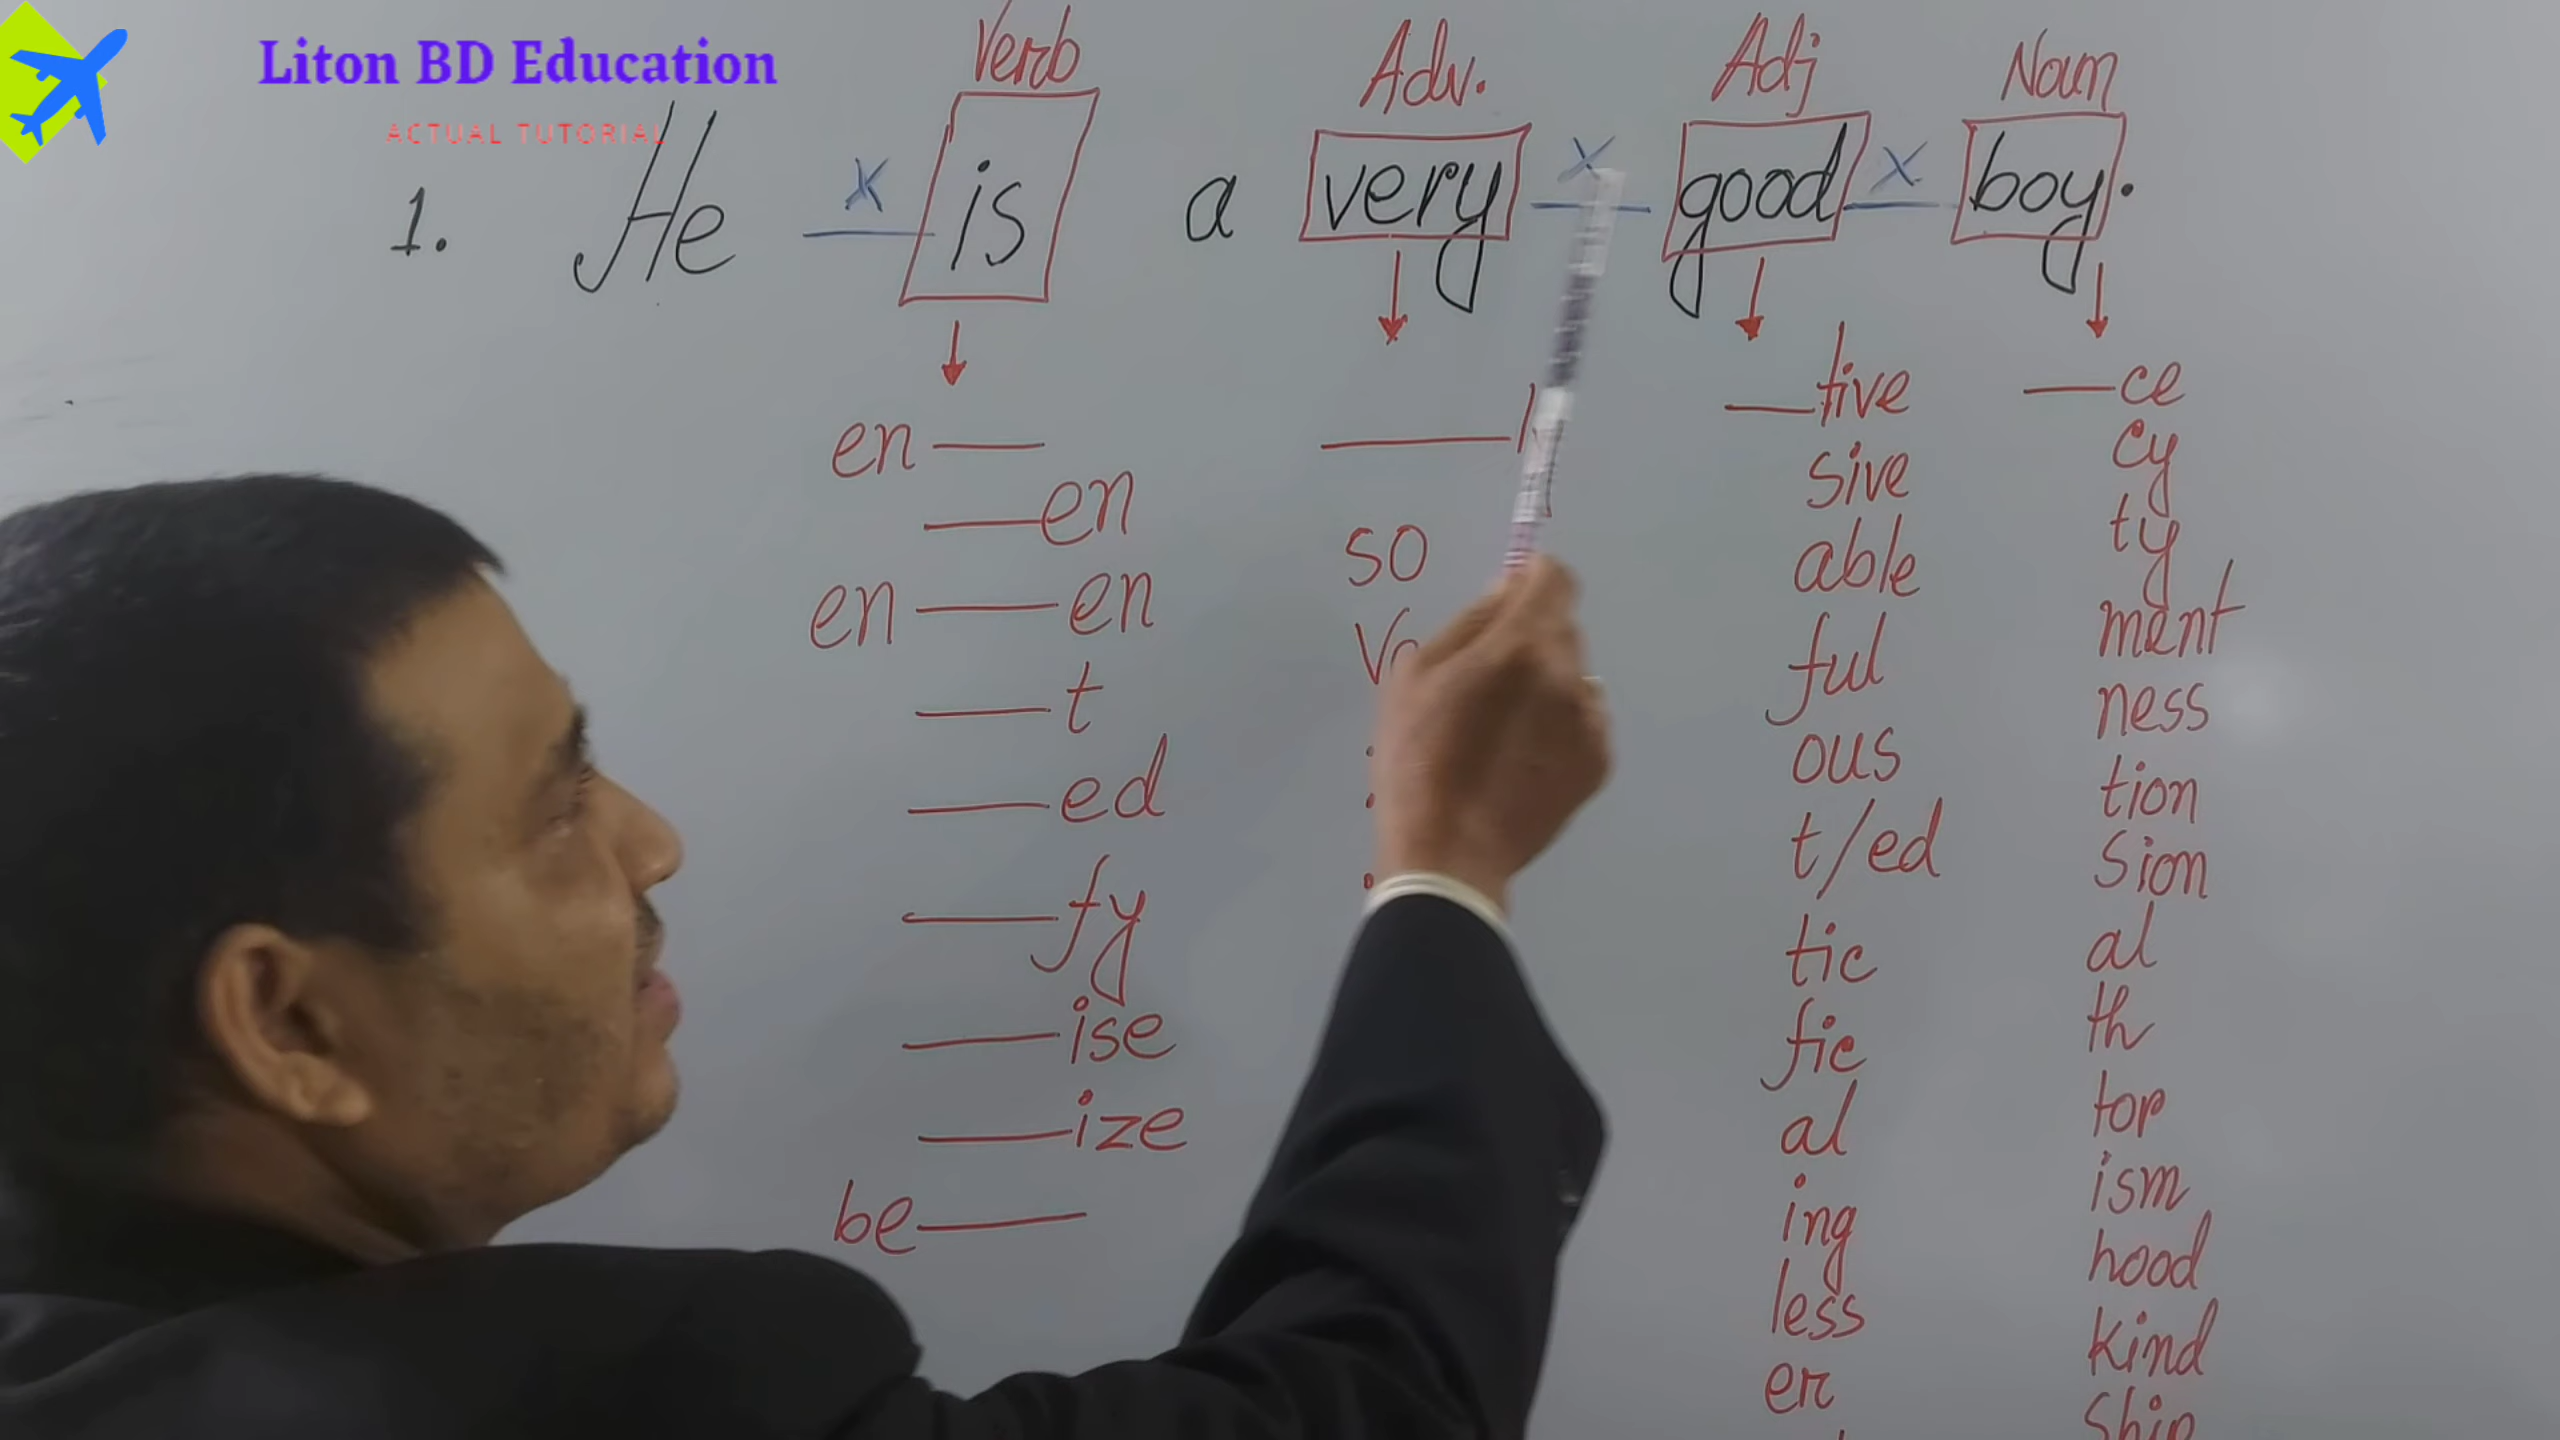 Liton BD Education
ACTUAL TUTORIAL
Verb Adv. Adj Noun
1. He x is a very x good x boy.
en —
— en
en — en
— t
— ed
— fy
— ise
— ize
be —
so
— tive
sive
able
ful
ous
t/ed
tic
fic
al
ing
less
er
— ce
cy
ty
ment
ness
tion
Sion
al
th
tor
ism
hood
kind
Ship